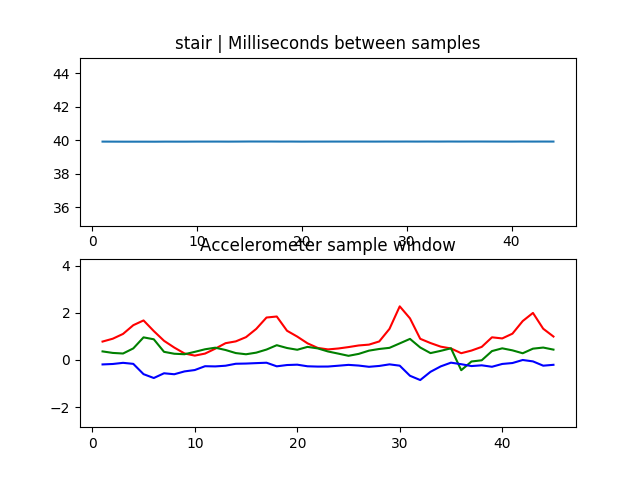 stair | Milliseconds between samples
44
42
40
38
36
0 10 20 30 40
Accelerometer sample window
4
2
0
−2
0 10 20 30 40